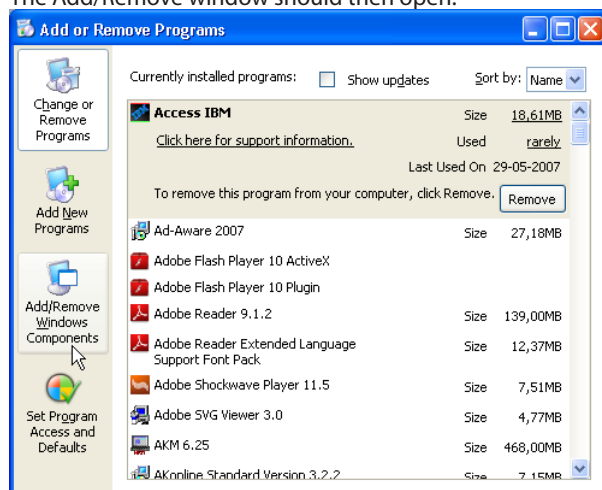 The Add/Remove window should then open.
Add or Remove Programs
Currently installed programs: Show updates Sort by: Name
Change or
Remove
Programs
Access IBM Size 18,61MB
Click here for support information. Used rarely
Last Used On 29-05-2007
To remove this program from your computer, click Remove. Remove
Add New
Programs
Ad-Aware 2007 Size 27,18MB
Adobe Flash Player 10 ActiveX
Adobe Flash Player 10 Plugin
Add/Remove
Windows
Components
Adobe Reader 9.1.2 Size 139,00MB
Adobe Reader Extended Language
Support Font Pack Size 12,37MB
Adobe Shockwave Player 11.5 Size 7,51MB
Set Program
Access and
Defaults
Adobe SVG Viewer 3.0 Size 4,77MB
AKM 6.25 Size 468,00MB
AKonline Standard Version 3.2.2 Size 7,15MB